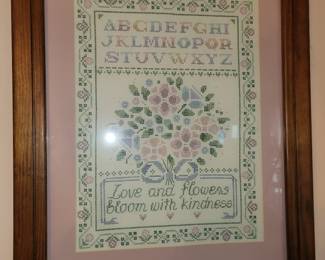 ABCDEFGHI
JKLMNOPQR
STUVWXYZ
Love and flowers
bloom with kindness